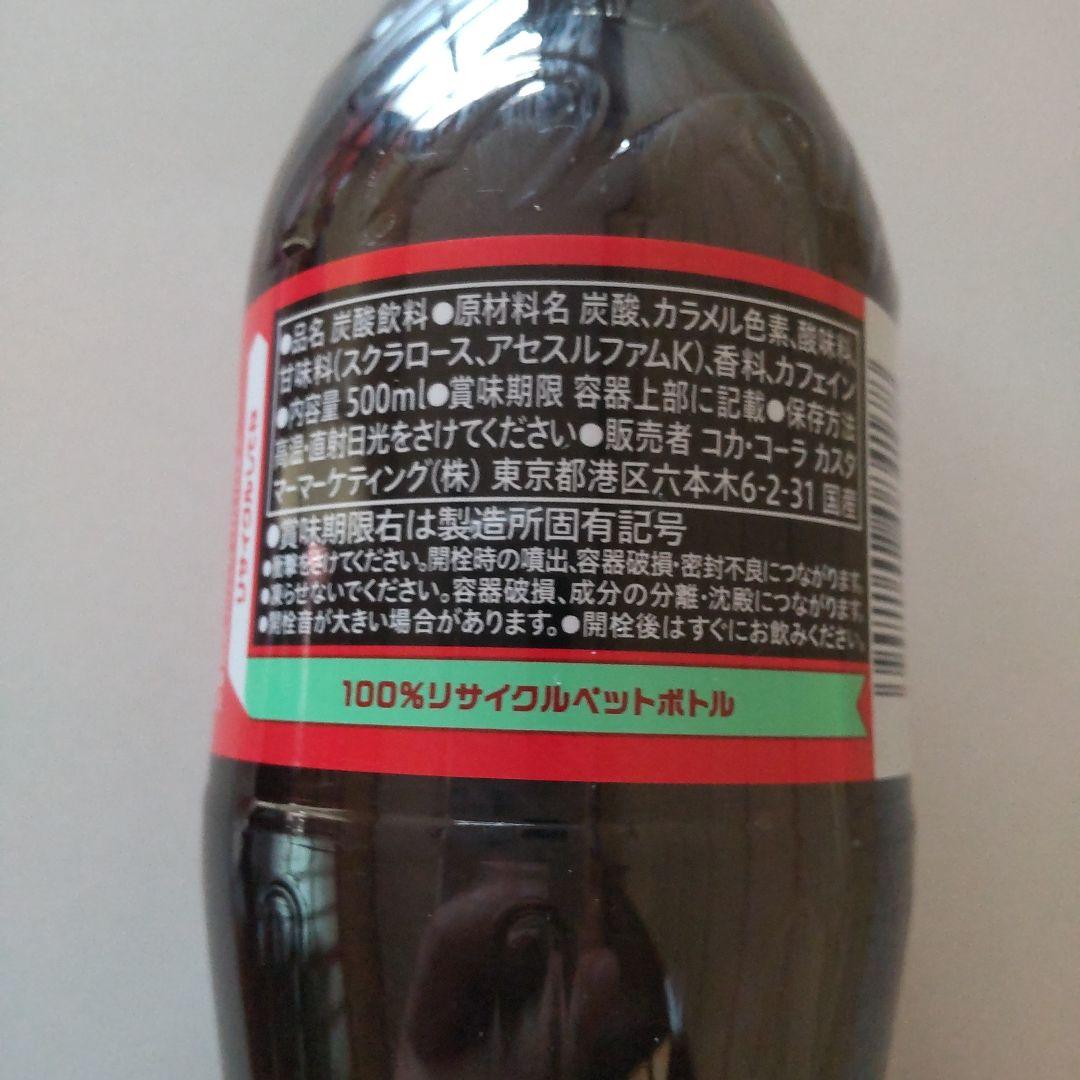 ●品名 炭酸飲料●原材料名 炭酸、カラメル色素、酸味料、
甘味料(スクラロース、アセスルファムK)、香料、カフェイン
●内容量 500ml●賞味期限 容器上部に記載●保存方法
高温・直射日光をさけてください●販売者 コカ・コーラ カスタ
マーマーケティング(株) 東京都港区六本木6-2-31 国産
●賞味期限右は製造所固有記号
●衝撃をさけてください。開栓時の噴出、容器破損・密封不良につながります。
●凍らせないでください。容器破損、成分の分離・沈殿につながります。
●開栓音が大きい場合があります。●開栓後はすぐにお飲みください。
100%リサイクルペットボトル